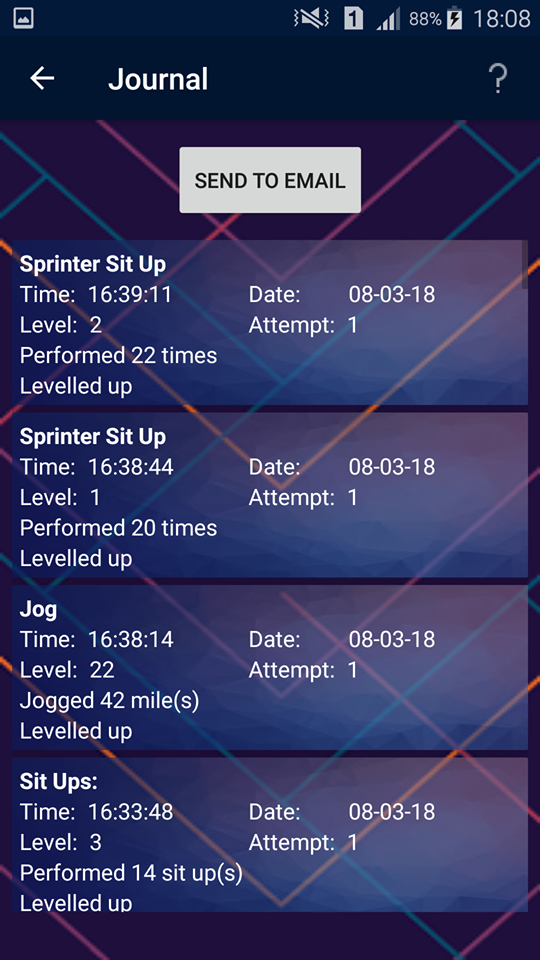 1 88% 18:08
Journal ?
SEND TO EMAIL
Sprinter Sit Up
Time: 16:39:11 Date: 08-03-18
Level: 2 Attempt: 1
Performed 22 times
Levelled up
Sprinter Sit Up
Time: 16:38:44 Date: 08-03-18
Level: 1 Attempt: 1
Performed 20 times
Levelled up
Jog
Time: 16:38:14 Date: 08-03-18
Level: 22 Attempt: 1
Jogged 42 mile(s)
Levelled up
Sit Ups:
Time: 16:33:48 Date: 08-03-18
Level: 3 Attempt: 1
Performed 14 sit up(s)
Levelled up